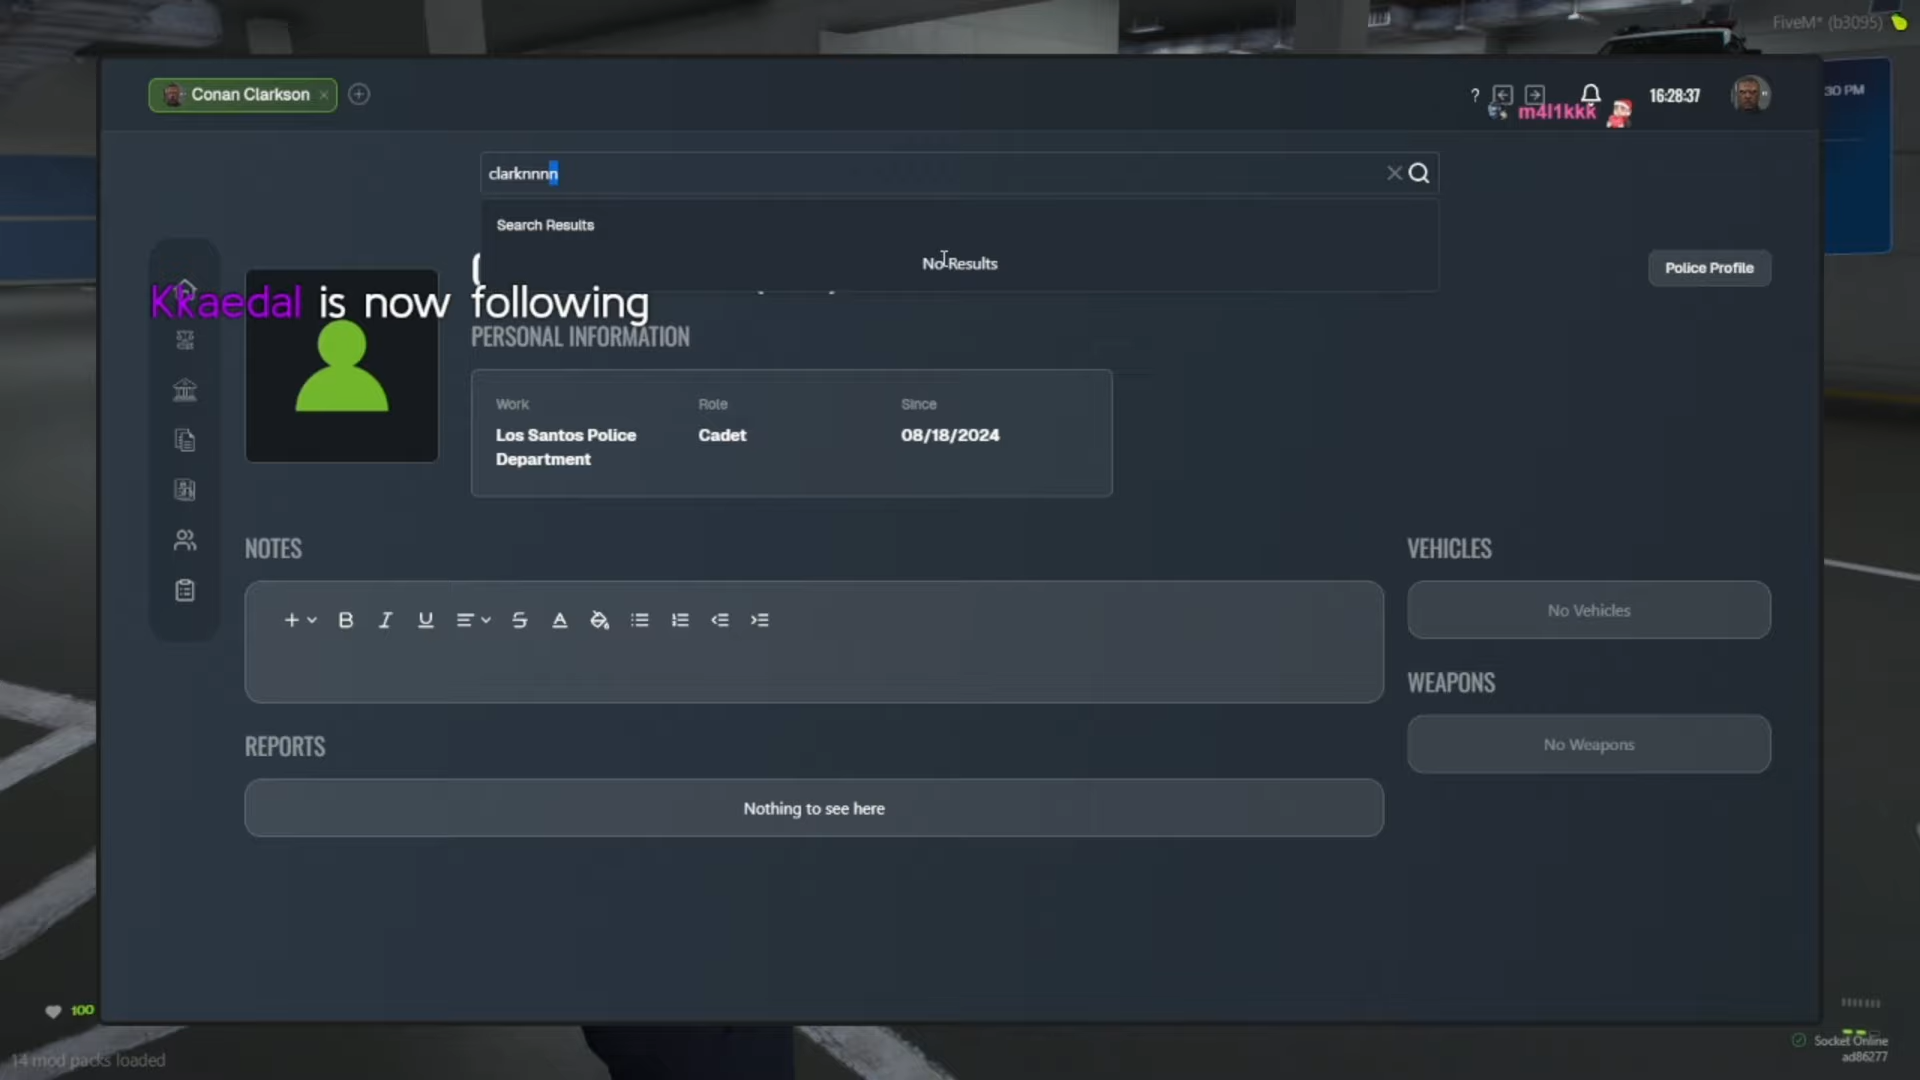 FiveM* (b3095)
Conan Clarkson
?
m4l1kkk
16:28:37
30 PM
clarknnnn
Search Results
No Results
Police Profile
Kkaedal is now following
PERSONAL INFORMATION
Work
Role
Since
Los Santos Police
Department
Cadet
08/18/2024
NOTES
VEHICLES
B I U S A
No Vehicles
WEAPONS
REPORTS
No Weapons
Nothing to see here
100
14 mod packs loaded
Socket Online
ad86277